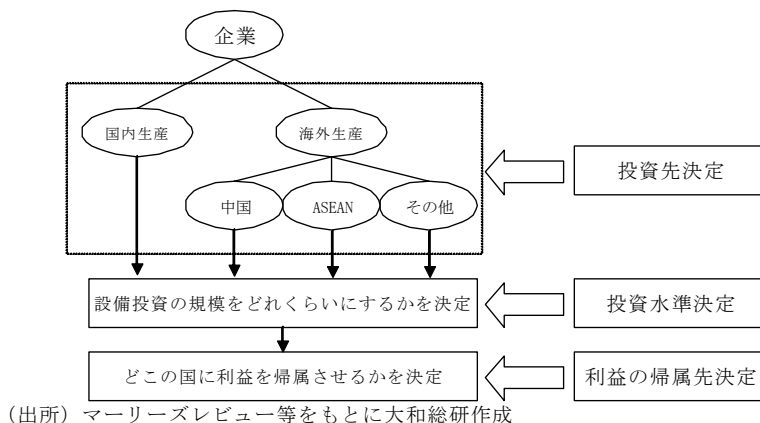 企業
国内生産
海外生産
投資先決定
中国
ASEAN
その他
設備投資の規模をどれくらいにするかを決定
投資水準決定
どこの国に利益を帰属させるかを決定
利益の帰属先決定
（出所）マーリーズレビュー等をもとに大和総研作成